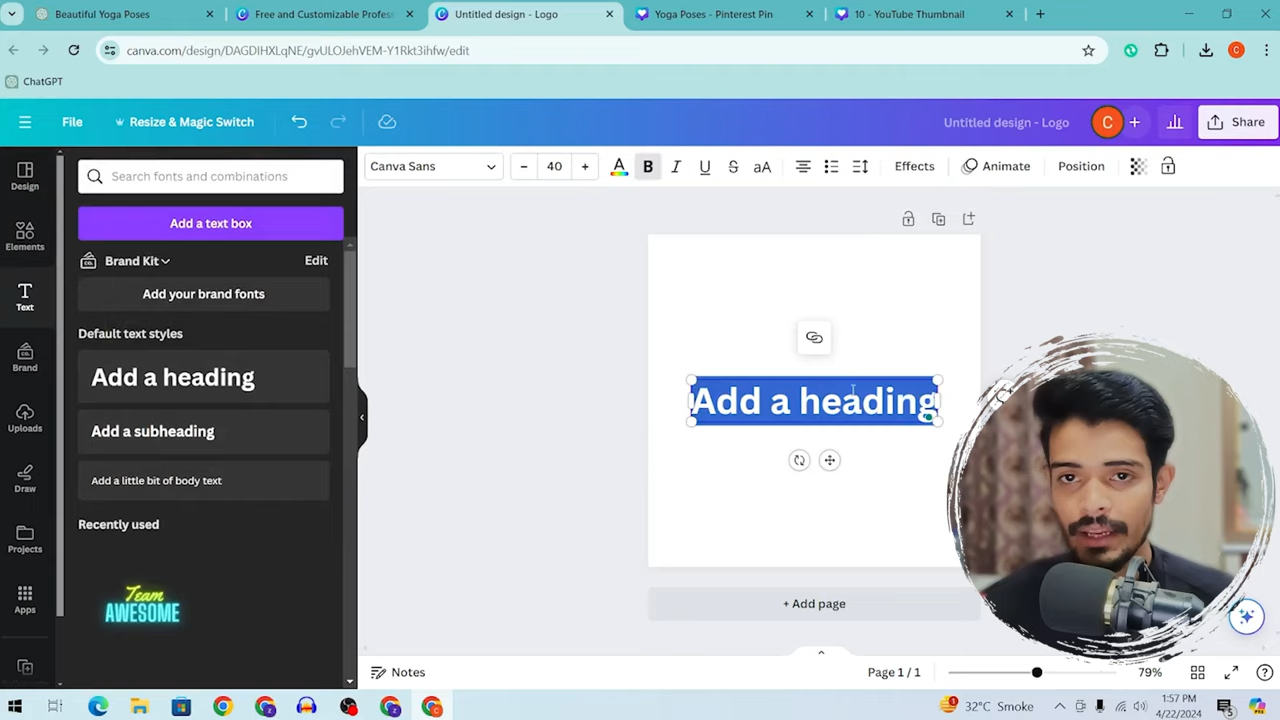 Beautiful Yoga Poses
Free and Customizable Profess
Untitled design - Logo
Yoga Poses - Pinterest Pin
10 - YouTube Thumbnail
canva.com/design/DAGDIHXLqNE/gvULOJehVEM-Y1Rkt3ihfw/edit
C
ChatGPT
File
Resize & Magic Switch
Untitled design - Logo
C
Share
Design
Elements
Text
Brand
Uploads
Draw
Projects
Apps
Search fonts and combinations
Add a text box
Brand Kit
Edit
Add your brand fonts
Default text styles
Add a heading
Add a subheading
Add a little bit of body text
Recently used
Team
AWESOME
Canva Sans
40
A
B
I
U
S
aA
Effects
Animate
Position
Add a heading
+ Add page
Notes
Page 1 / 1
79%
32°C Smoke
1:57 PM
4/22/2024
5